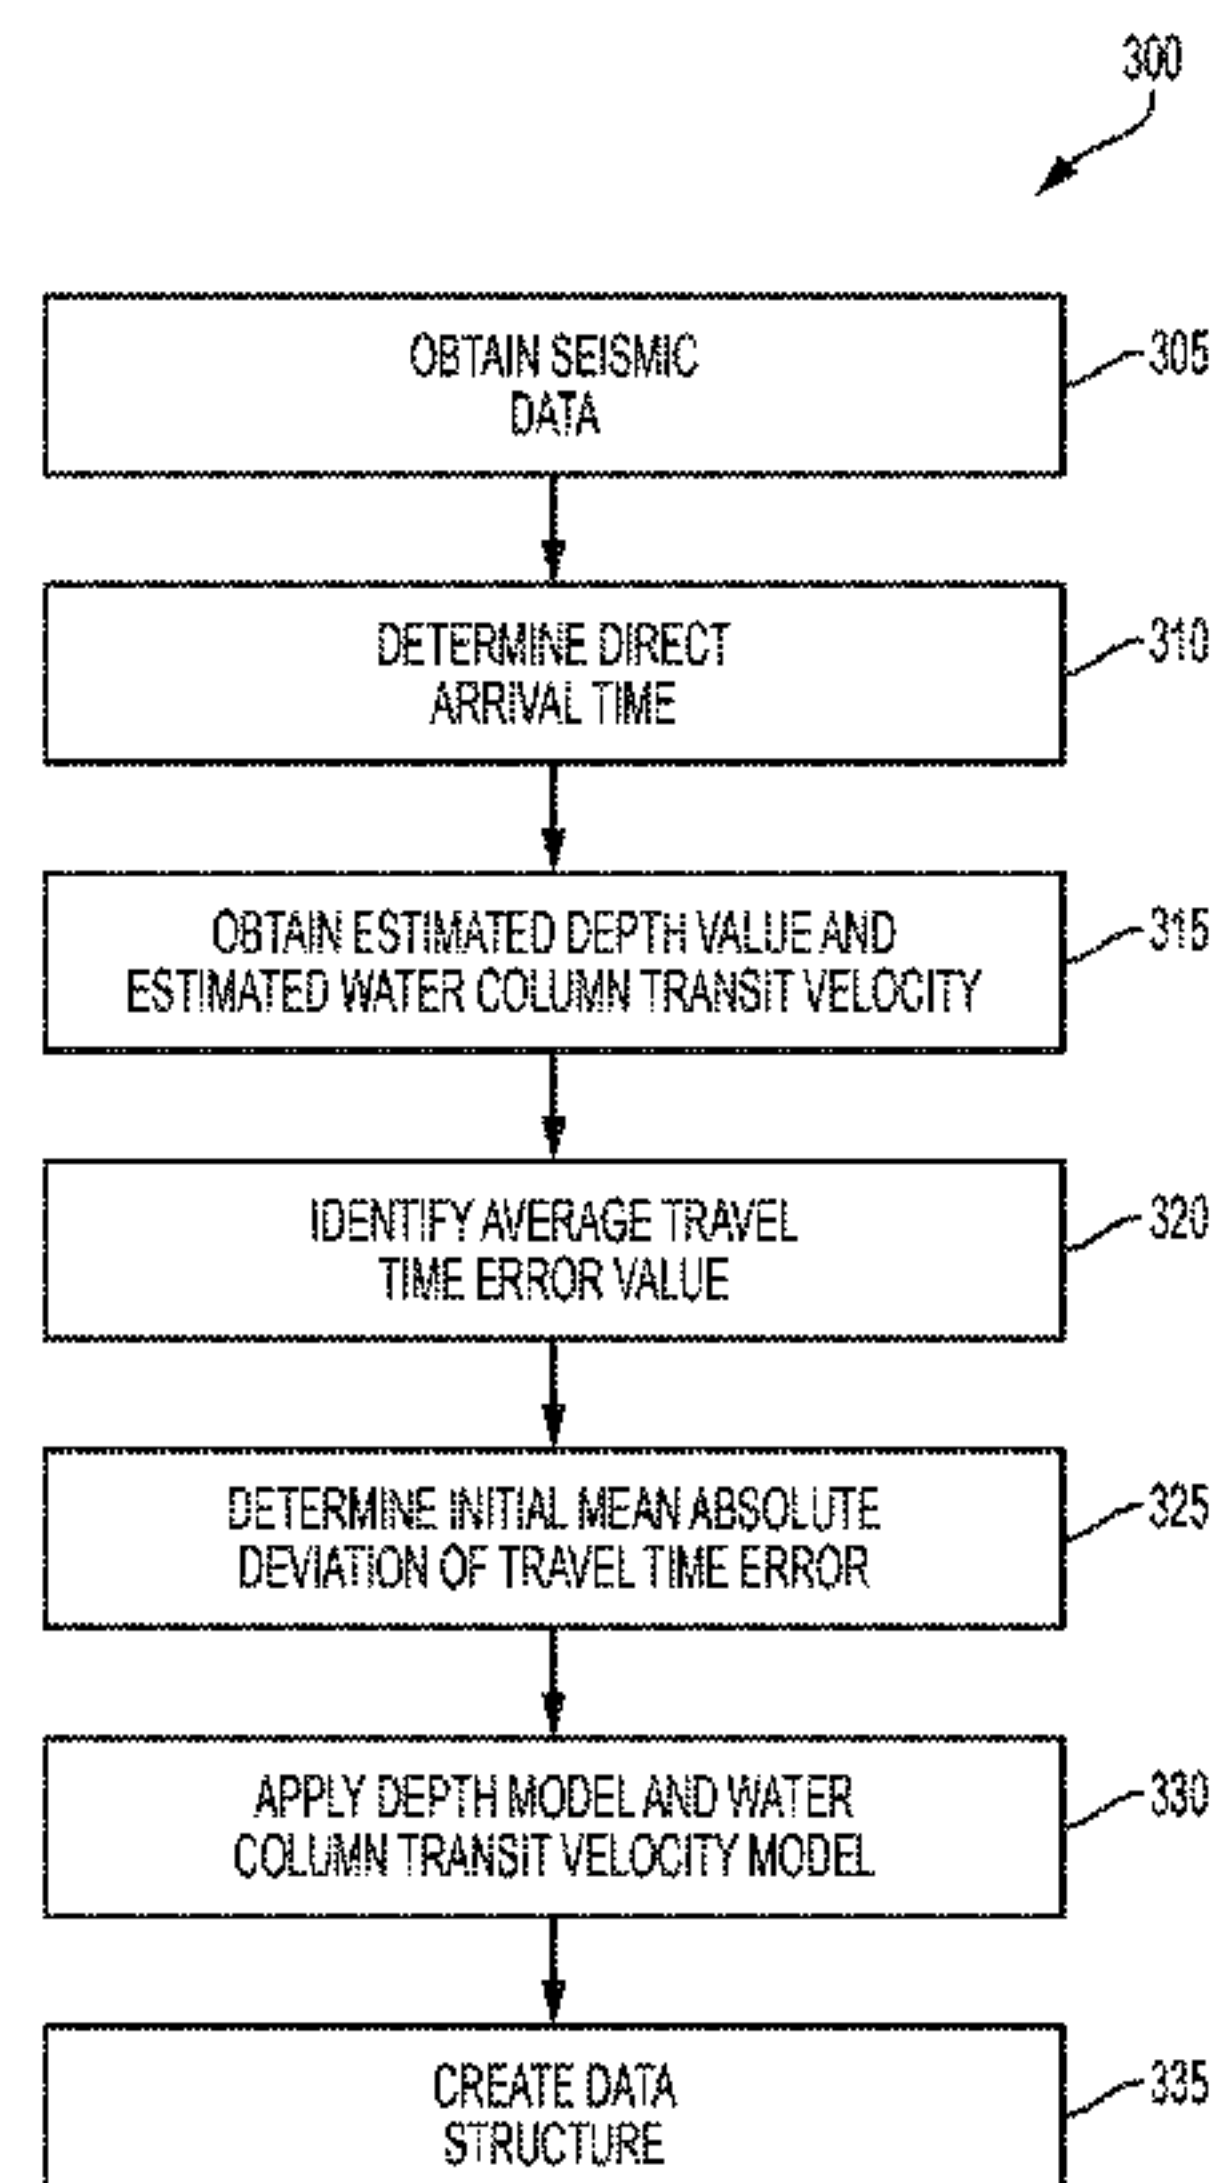 300
OBTAIN SEISMIC
DATA
305
DETERMINE DIRECT
ARRIVAL TIME
310
OBTAIN ESTIMATED DEPTH VALUE AND
ESTIMATED WATER COLUMN TRANSIT VELOCITY
315
IDENTIFY AVERAGE TRAVEL
TIME ERROR VALUE
320
DETERMINE INITIAL MEAN ABSOLUTE
DEVIATION OF TRAVEL TIME ERROR
325
APPLY DEPTH MODEL AND WATER
COLUMN TRANSIT VELOCITY MODEL
330
CREATE DATA
STRUCTURE
335